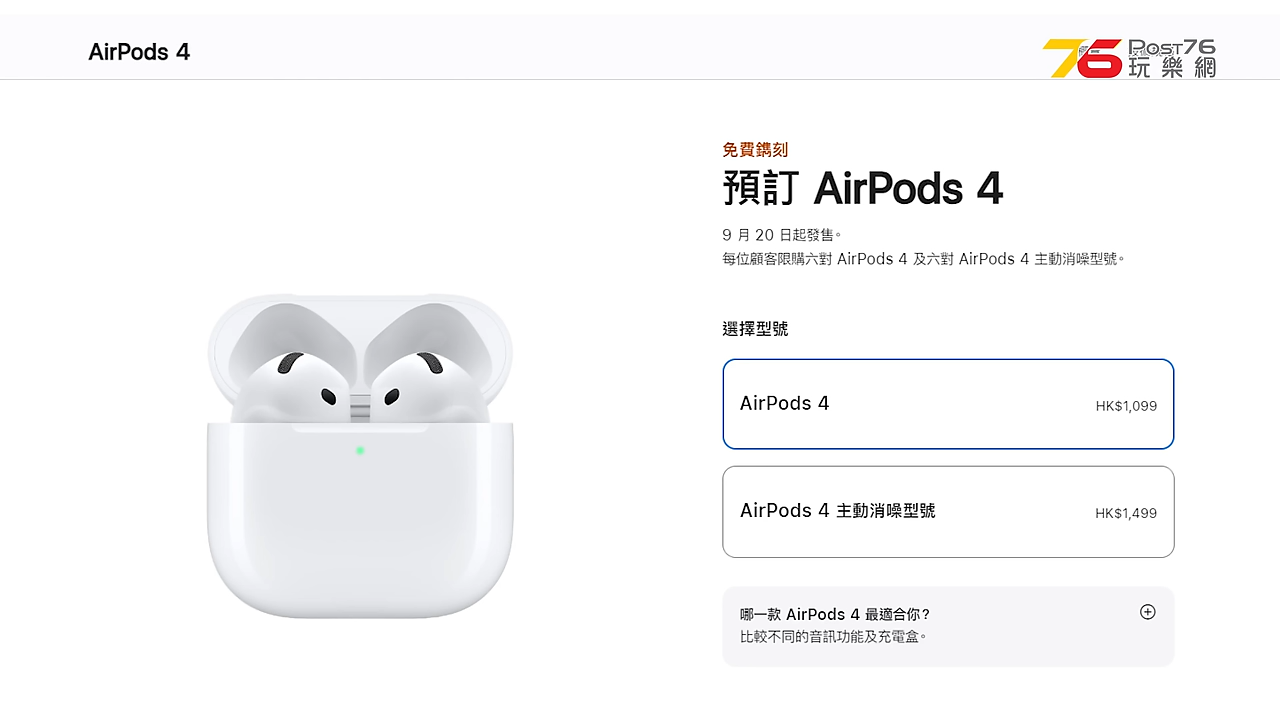 AirPods 4
Post76
玩樂網
免費鐫刻
預訂 AirPods 4
9 月 20 日起發售。
每位顧客限購六對 AirPods 4 及六對 AirPods 4 主動消噪型號。
選擇型號
AirPods 4 HK$1,099
AirPods 4 主動消噪型號 HK$1,499
哪一款 AirPods 4 最適合你？
比較不同的音訊功能及充電盒。